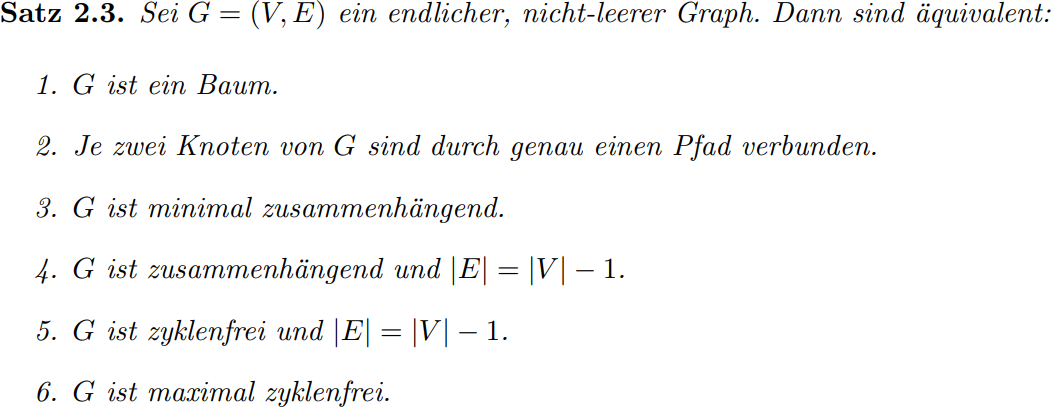 Satz 2.3. Sei G = (V, E) ein endlicher, nicht-leerer Graph. Dann sind äquivalent:
1. G ist ein Baum.
2. Je zwei Knoten von G sind durch genau einen Pfad verbunden.
3. G ist minimal zusammenhängend.
4. G ist zusammenhängend und |E| = |V| − 1.
5. G ist zyklenfrei und |E| = |V| − 1.
6. G ist maximal zyklenfrei.